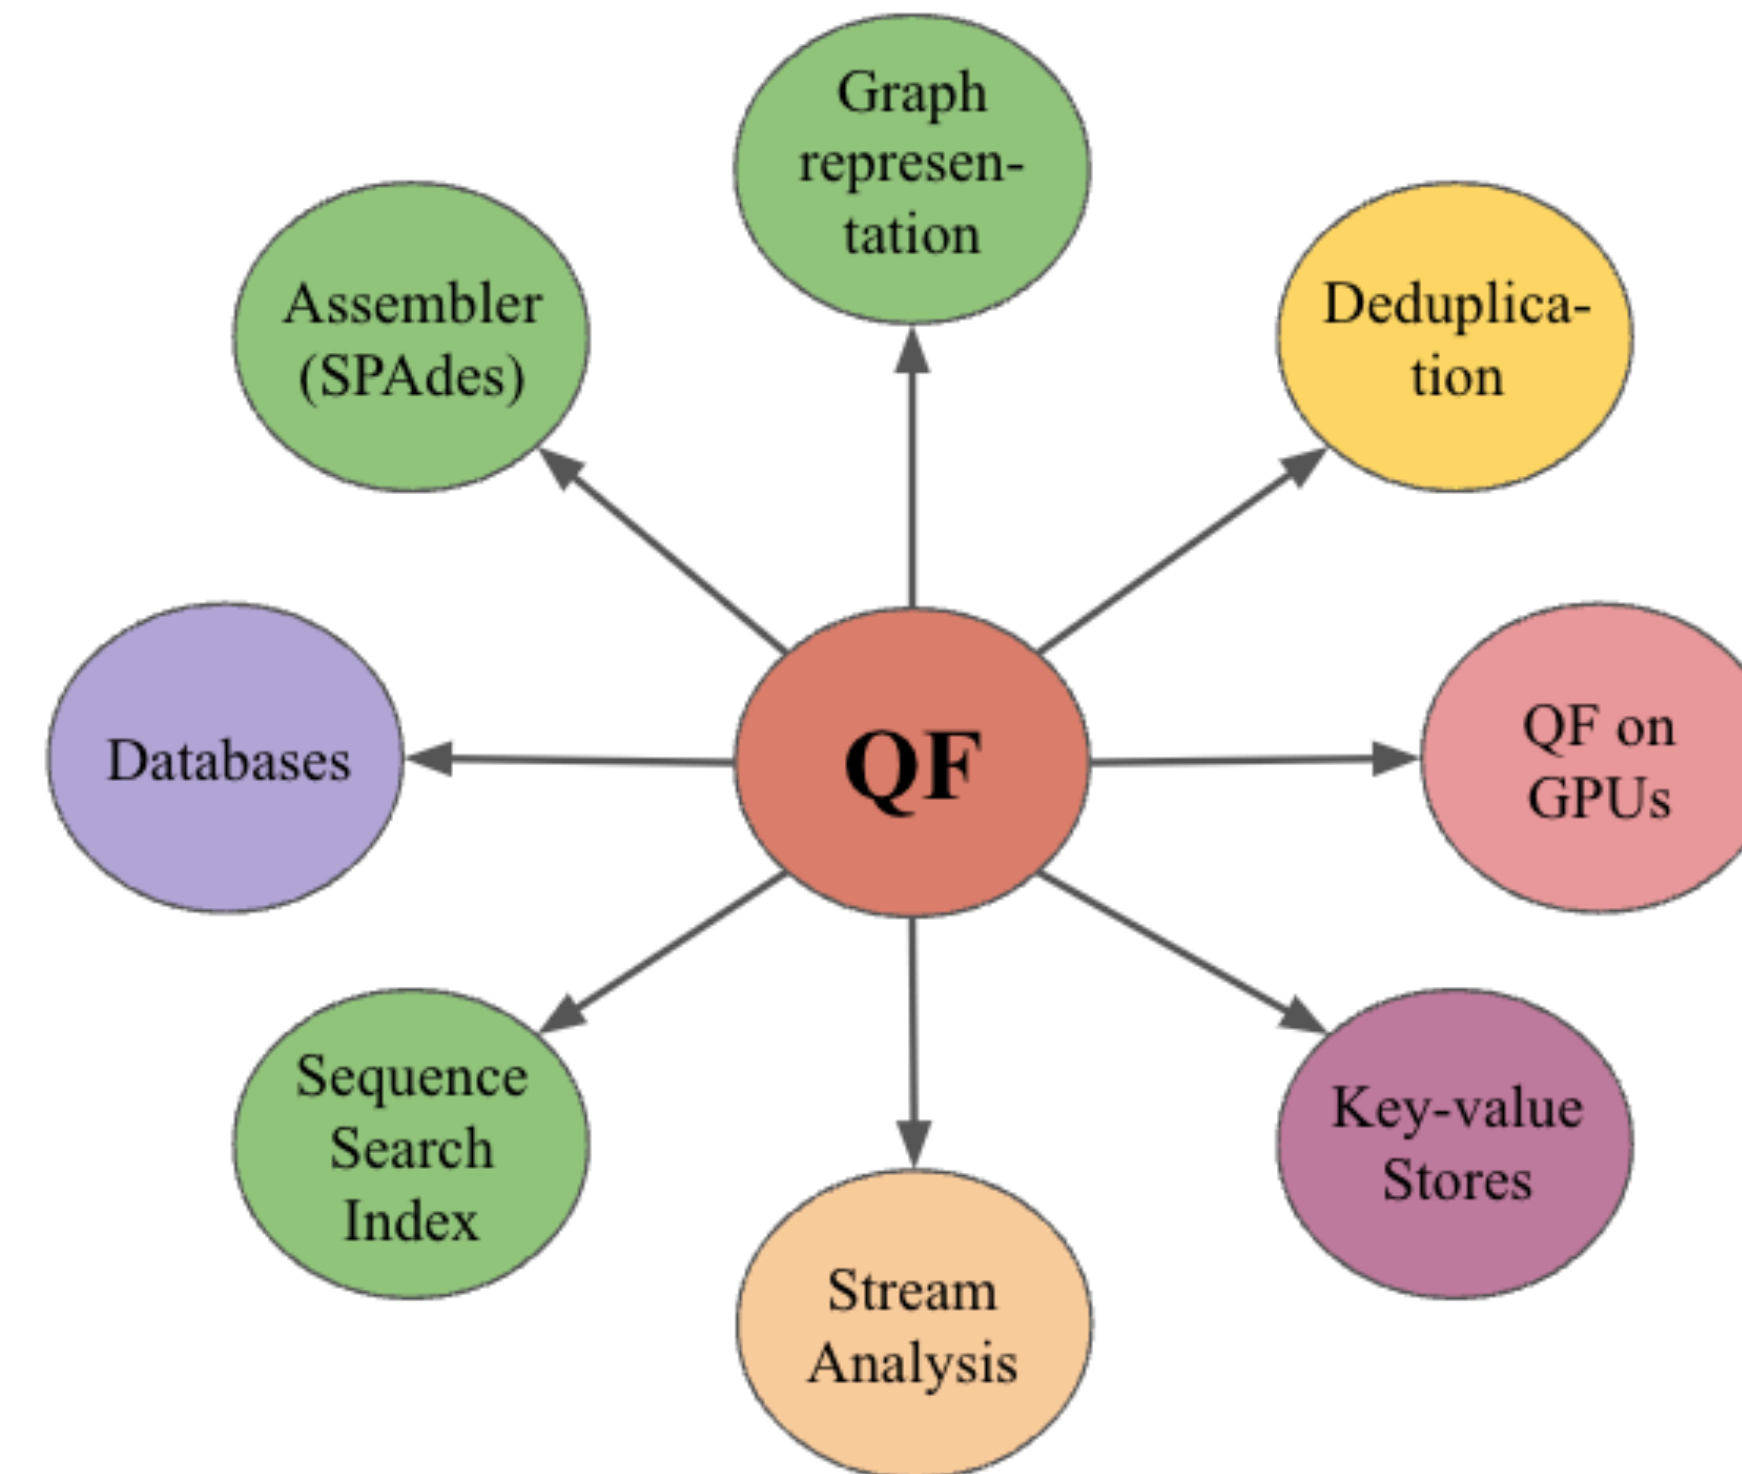 Graph
represen-
tation
Assembler
(SPAdes)
Deduplica-
tion
Databases
QF
QF on
GPUs
Sequence
Search
Index
Key-value
Stores
Stream
Analysis